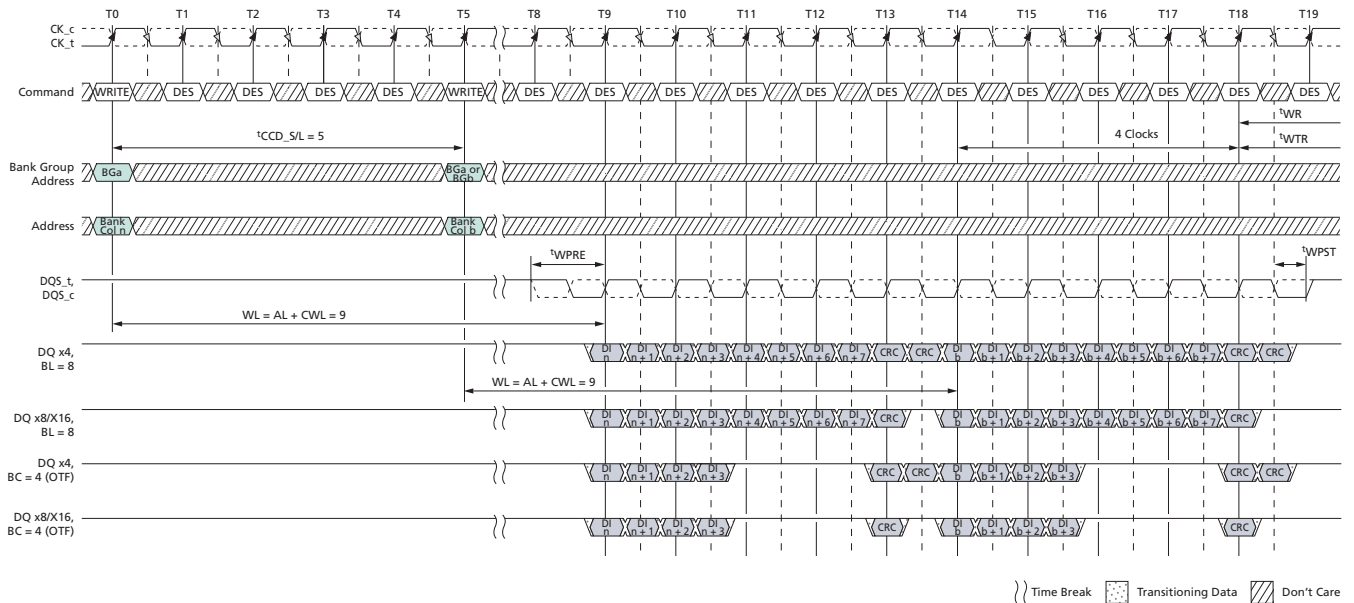 T0 T1 T2 T3 T4 T5 T8 T9 T10 T11 T12 T13 T14 T15 T16 T17 T18 T19
CK_c
CK_t
Command WRITE DES DES DES DES WRITE DES DES DES DES DES DES DES DES DES DES DES DES
tWR
tCCD_S/L = 5 4 Clocks tWTR
Bank Group
Address BGa BGa or
BGb
Address Bank
Col n Bank
Col b
tWPRE tWPST
DQS_t,
DQS_c
WL = AL + CWL = 9
DQ x4,
BL = 8
DI n DI n + 1 DI n + 2 DI n + 3 DI n + 4 DI n + 5 DI n + 6 DI n + 7 CRC CRC DI b DI b + 1 DI b + 2 DI b + 3 DI b + 4 DI b + 5 DI b + 6 DI b + 7 CRC CRC
WL = AL + CWL = 9
DQ x8/X16,
BL = 8
DI n DI n + 1 DI n + 2 DI n + 3 DI n + 4 DI n + 5 DI n + 6 DI n + 7 CRC DI b DI b + 1 DI b + 2 DI b + 3 DI b + 4 DI b + 5 DI b + 6 DI b + 7 CRC
DQ x4,
BC = 4 (OTF)
DI n DI n + 1 DI n + 2 DI n + 3 CRC CRC DI b DI b + 1 DI b + 2 DI b + 3 CRC CRC
DQ x8/X16,
BC = 4 (OTF)
DI n DI n + 1 DI n + 2 DI n + 3 CRC DI b DI b + 1 DI b + 2 DI b + 3 CRC
Time Break Transitioning Data Don't Care